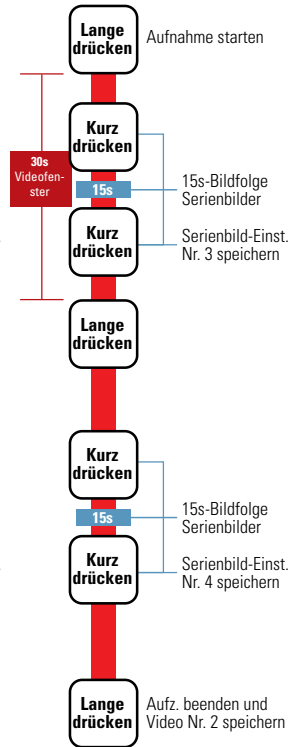 Lange
drücken
Aufnahme starten
Kurz
drücken
30s
Videofen-
ster
15s
15s-Bildfolge
Serienbilder
Kurz
drücken
Serienbild-Einst.
Nr. 3 speichern
Lange
drücken
Kurz
drücken
15s
15s-Bildfolge
Serienbilder
Kurz
drücken
Serienbild-Einst.
Nr. 4 speichern
Lange
drücken
Aufz. beenden und
Video Nr. 2 speichern